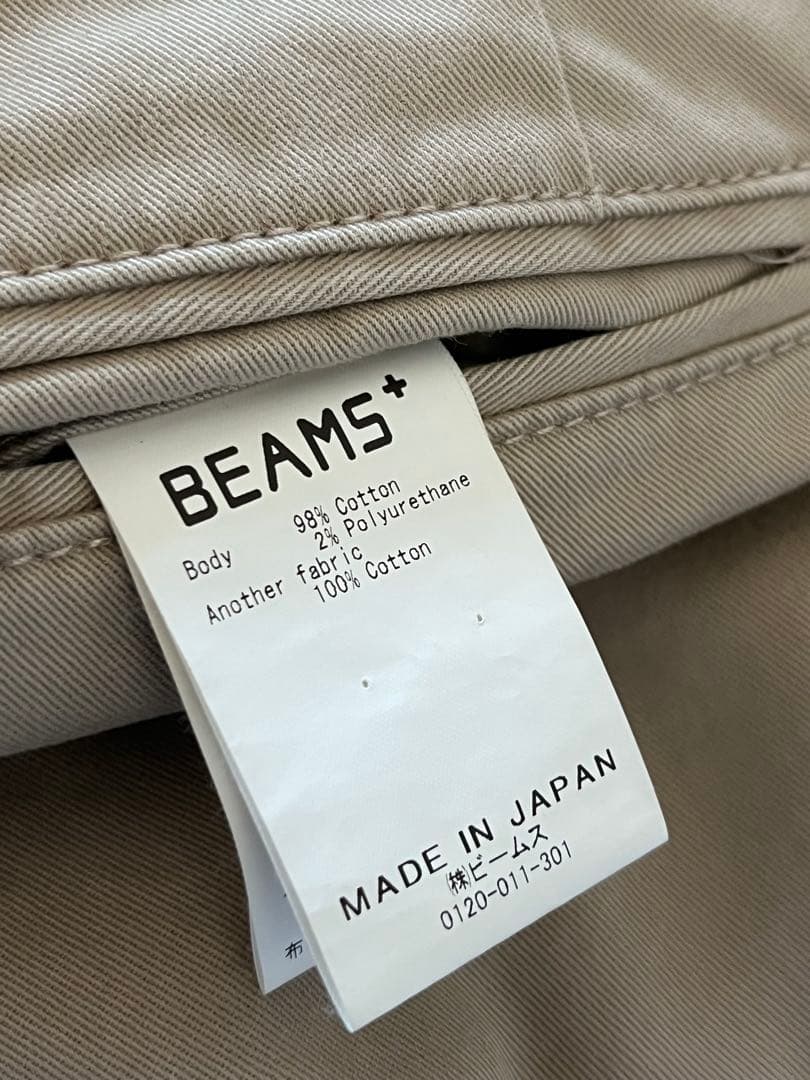 BEAMS+
Body 98% Cotton
2% Polyurethane
Another fabric
100% Cotton
MADE IN JAPAN
㈱ビームス
0120-011-301
布